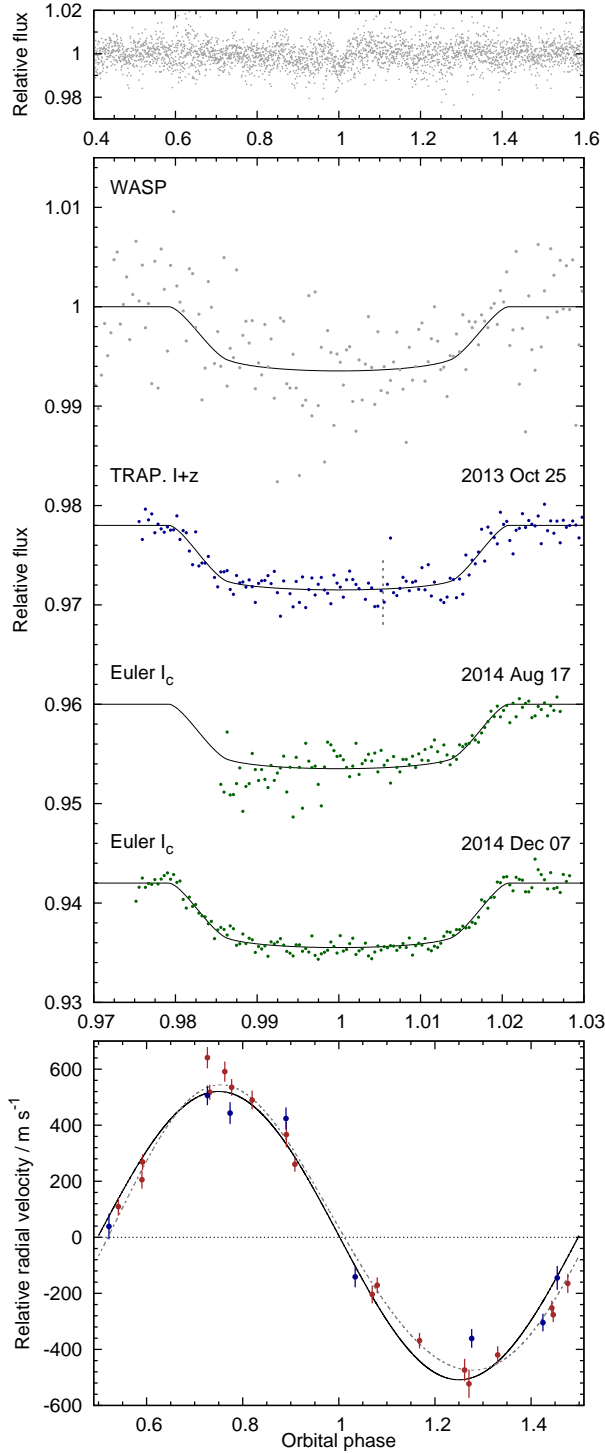 Relative flux
1.02
1
0.98
0.4 0.6 0.8 1 1.2 1.4 1.6
Relative flux
WASP
1.01
1
0.99
TRAP. I+z 2013 Oct 25
0.98
0.97
Euler Ic 2014 Aug 17
0.96
0.95
Euler Ic 2014 Dec 07
0.94
0.93
0.97 0.98 0.99 1 1.01 1.02 1.03
Relative radial velocity / m s-1
600
400
200
0
-200
-400
-600
0.6 0.8 1 1.2 1.4
Orbital phase